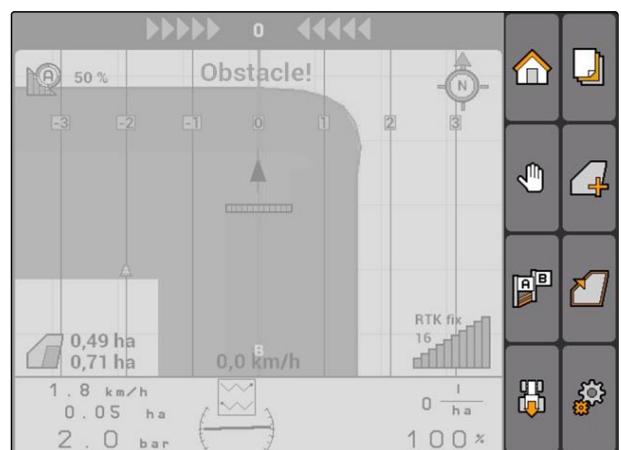 0
A 50 % Obstacle! N
-3 -2 -1 0 1 2 3
A
A B
0,49 ha
0,71 ha
B
0,0 km/h
RTK fix
16
1.8 km/h
0.05 ha
2.0 bar
0 l/ha
100%